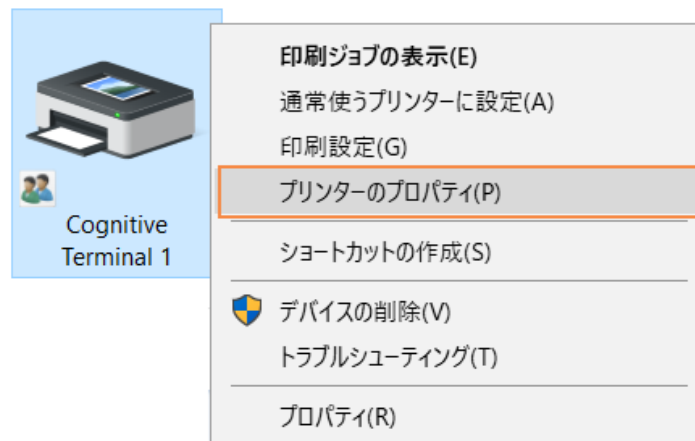 Cognitive
Terminal 1
印刷ジョブの表示(E)
通常使うプリンターに設定(A)
印刷設定(G)
プリンターのプロパティ(P)
ショートカットの作成(S)
デバイスの削除(V)
トラブルシューティング(T)
プロパティ(R)